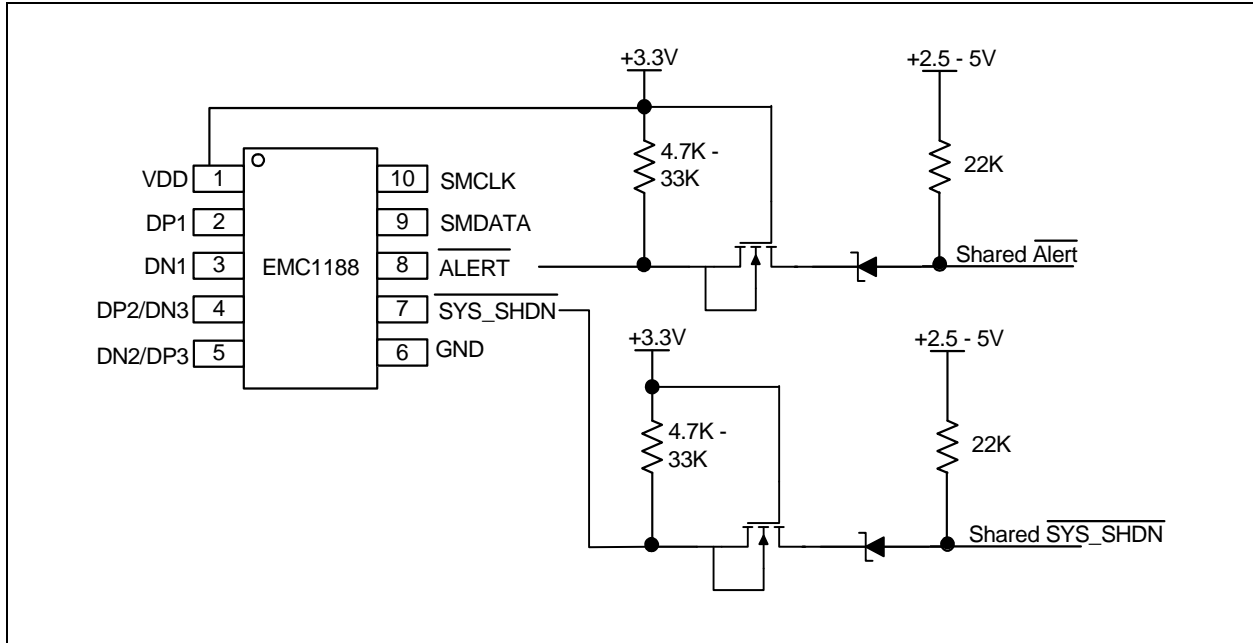 +3.3V
+2.5 - 5V
4.7K -
33K
22K
VDD 1
10 SMCLK
DP1 2
9 SMDATA
Shared Alert
DN1 3
EMC1188
8 ALERT
DP2/DN3 4
7 SYS_SHDN
DN2/DP3 5
6 GND
+3.3V
+2.5 - 5V
4.7K -
33K
22K
Shared SYS_SHDN